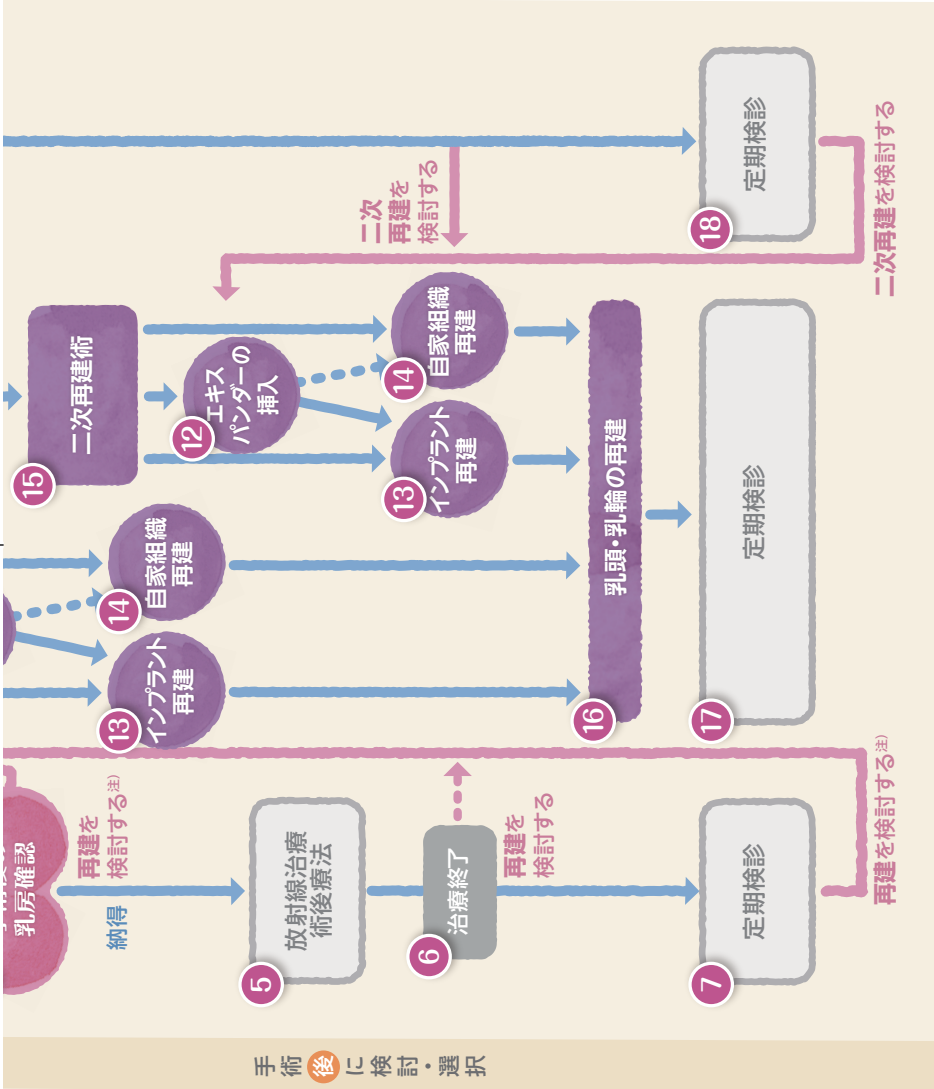 二次
再建を
検討する
18
定期検診
二次再建を検討する
15
二次再建術
12
エキス
パンダーの
挿入
14
自家組織
再建
13
インプラント
再建
14
自家組織
再建
13
インプラント
再建
16
乳頭・乳輪の再建
17
定期検診
乳房確認
再建を
検討する注）
納得
5
放射線治療
術後療法
6
治療終了
再建を
検討する
7
定期検診
再建を検討する注）
手術後に検討・選択